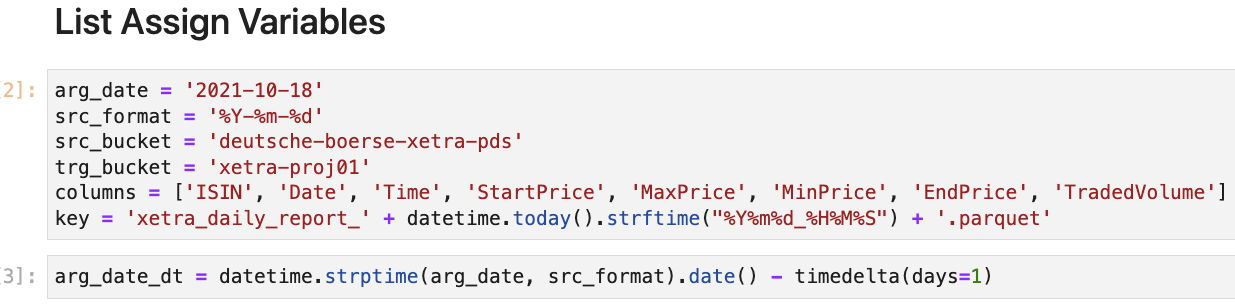 List Assign Variables
[2]:
arg_date = '2021-10-18'
src_format = '%Y-%m-%d'
src_bucket = 'deutsche-boerse-xetra-pds'
trg_bucket = 'xetra-proj01'
columns = ['ISIN', 'Date', 'Time', 'StartPrice', 'MaxPrice', 'MinPrice', 'EndPrice', 'TradedVolume']
key = 'xetra_daily_report_' + datetime.today().strftime("%Y%m%d_%H%M%S") + '.parquet'
[3]:
arg_date_dt = datetime.strptime(arg_date, src_format).date() - timedelta(days=1)